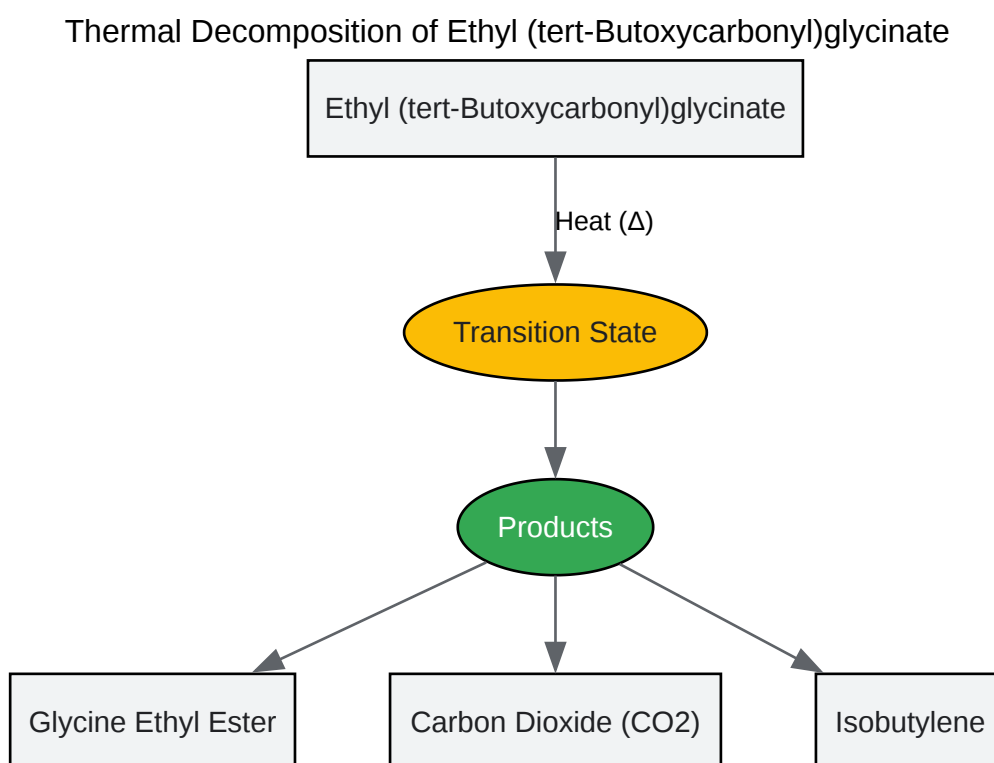 Thermal Decomposition of Ethyl (tert-Butoxycarbonyl)glycinate
Ethyl (tert-Butoxycarbonyl)glycinate
Heat (Δ)
Transition State
Products
Glycine Ethyl Ester
Carbon Dioxide (CO2)
Isobutylene